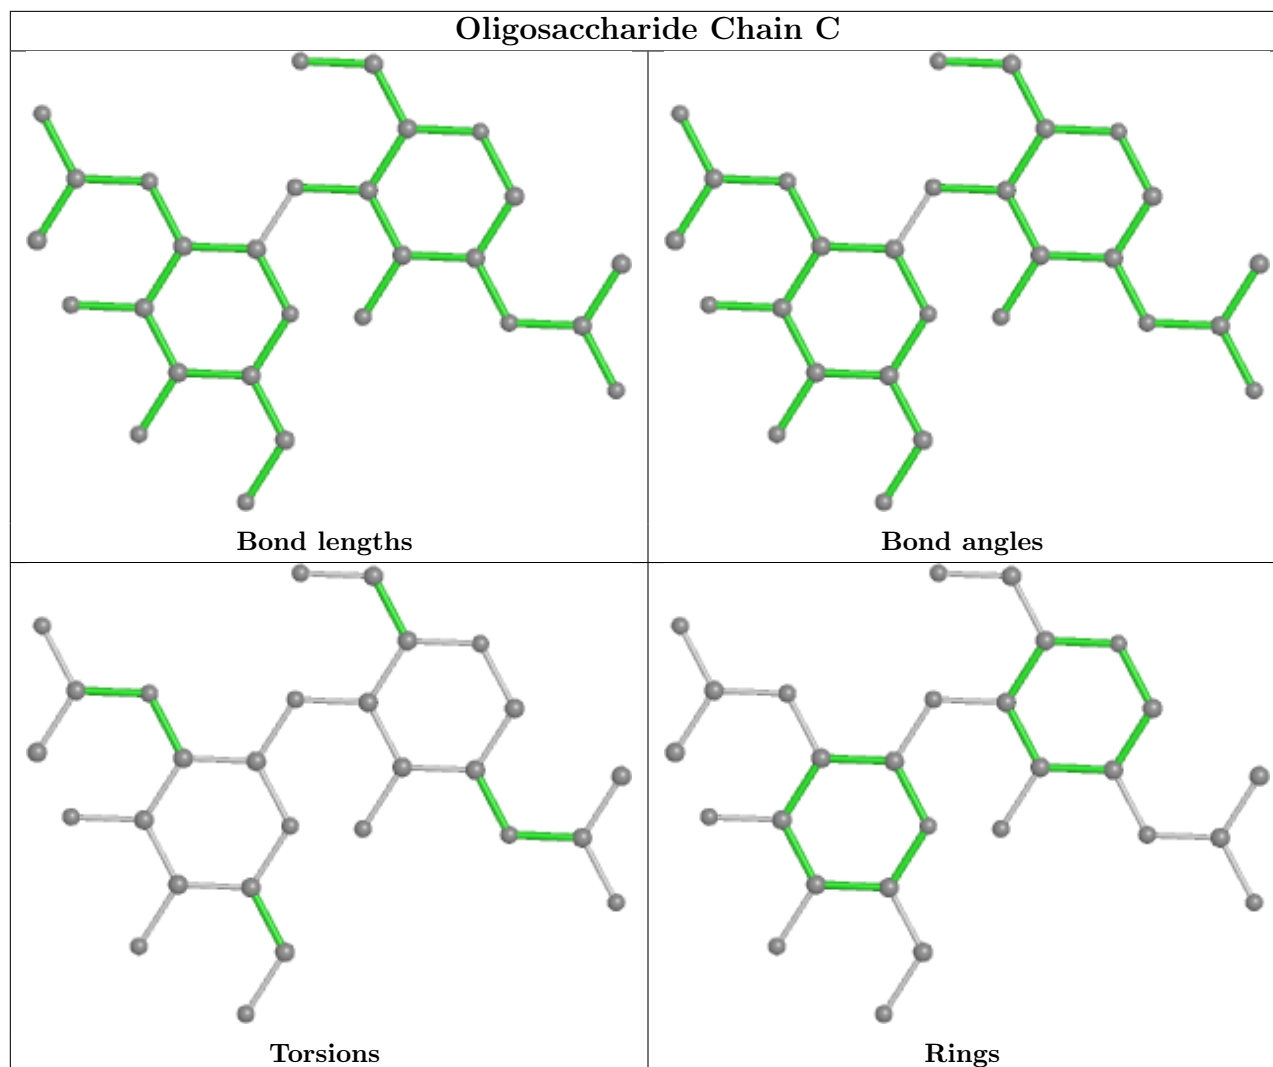 Oligosaccharide Chain C
Bond lengths
Bond angles
Torsions
Rings